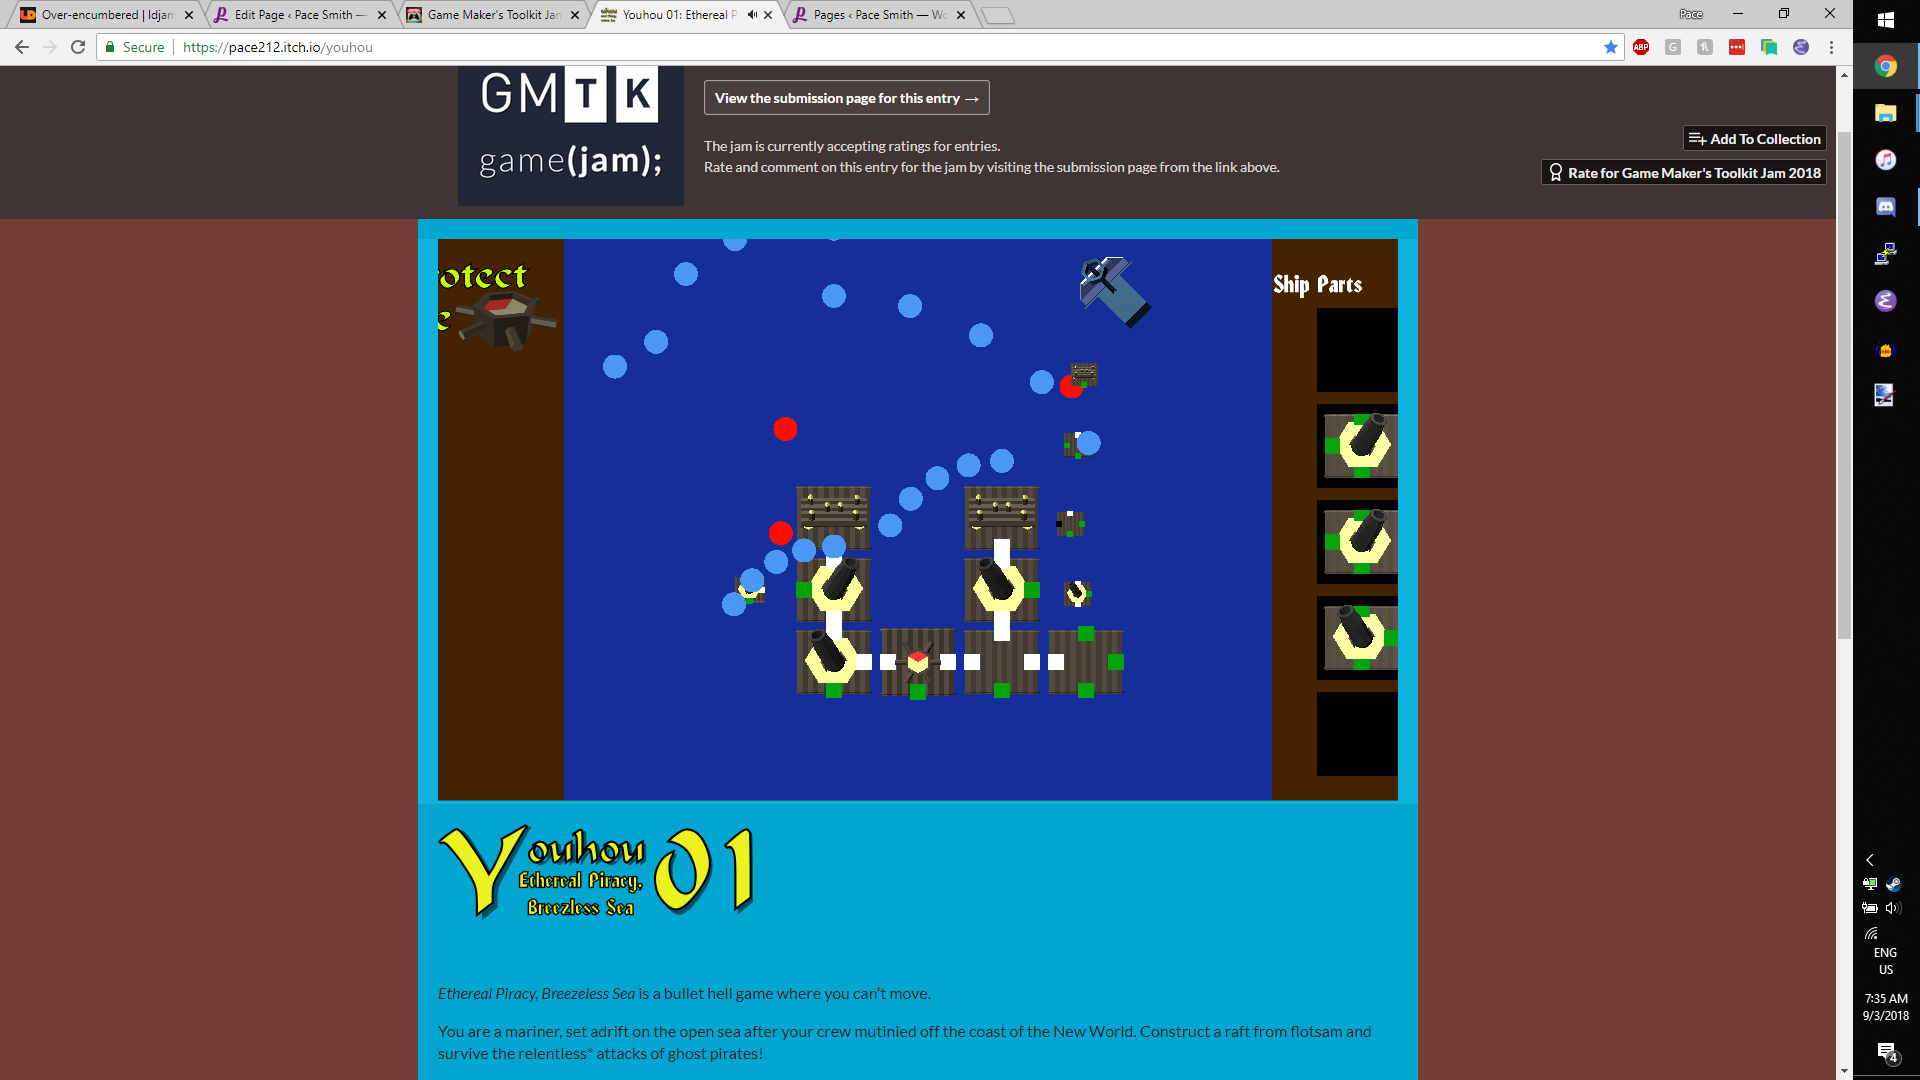 Over-encumbered | ldjam
Edit Page ‹ Pace Smith —
Game Maker's Toolkit Jam
Youhou 01: Ethereal P
Pages ‹ Pace Smith — Wo
Pace
Secure
https://pace212.itch.io/youhou
ABP
G
GMTK
game(jam);
View the submission page for this entry →
The jam is currently accepting ratings for entries.
Rate and comment on this entry for the jam by visiting the submission page from the link above.
Add To Collection
Rate for Game Maker's Toolkit Jam 2018
otect
e
Ship Parts
Youhou 01
Ethereal Piracy,
Breezless Sea
Ethereal Piracy, Breezeless Sea is a bullet hell game where you can't move.
You are a mariner, set adrift on the open sea after your crew mutinied off the coast of the New World. Construct a raft from flotsam and
survive the relentless* attacks of ghost pirates!
ENG
US
7:35 AM
9/3/2018
4